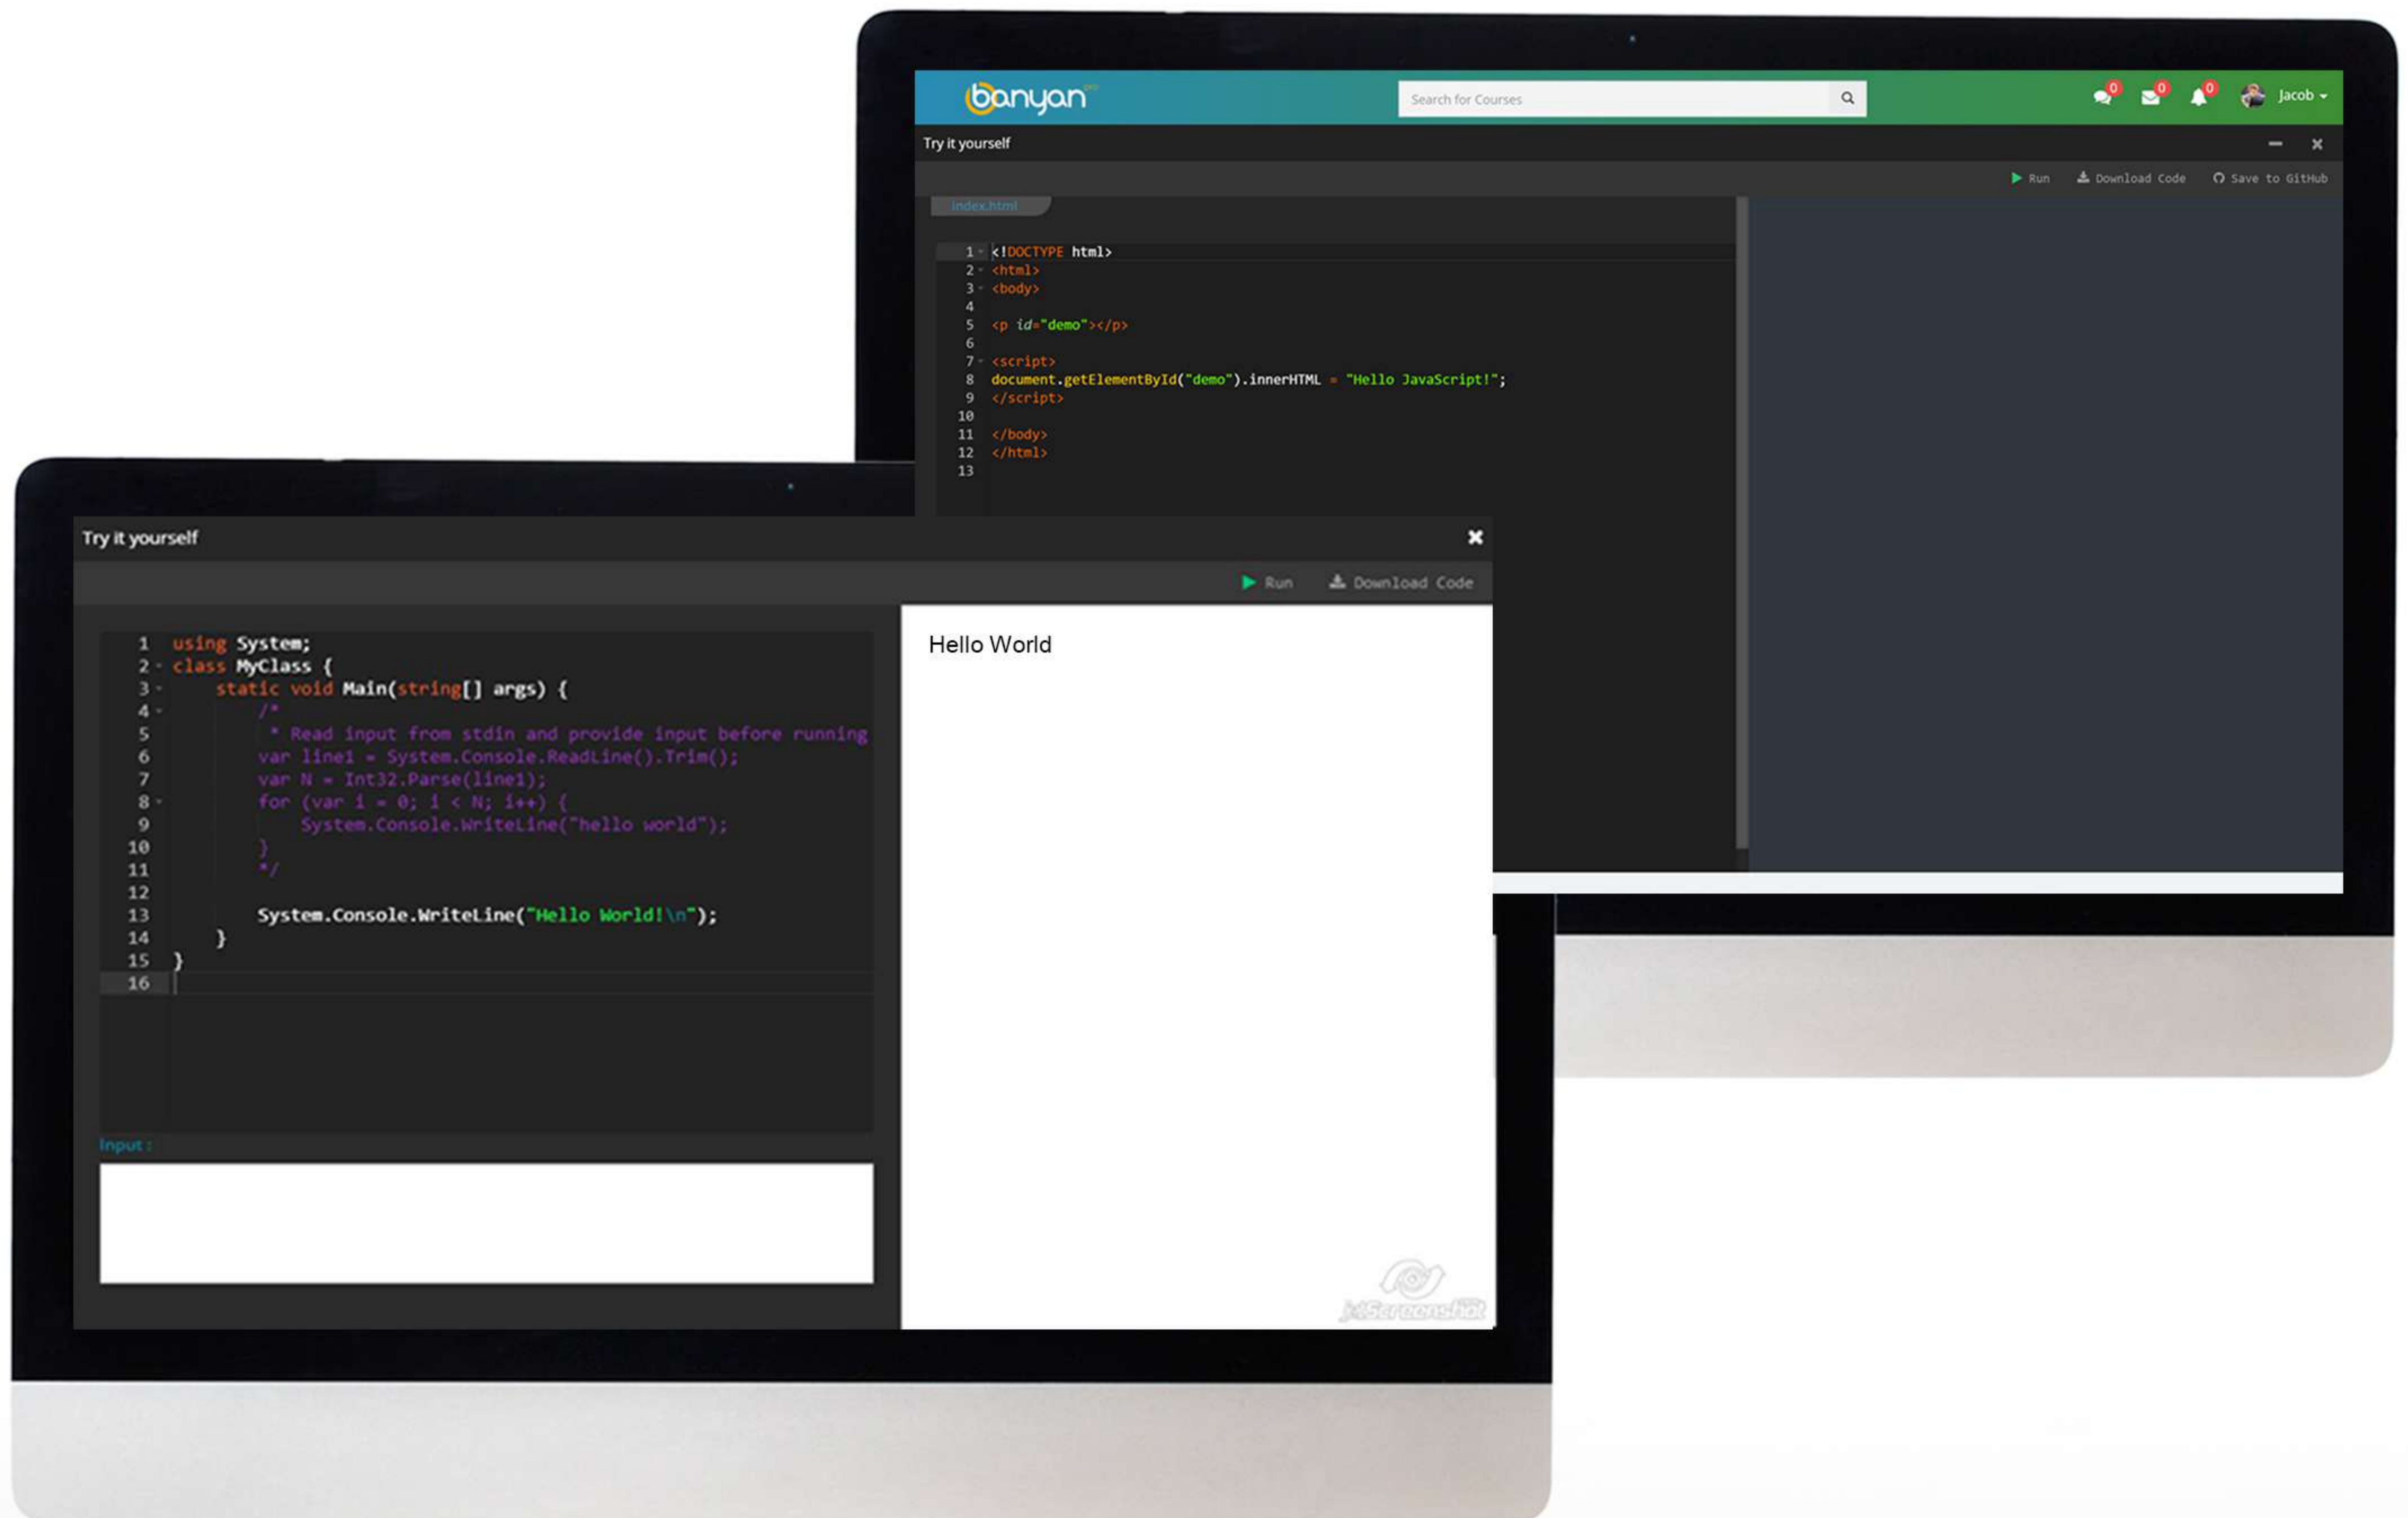 banyan pro
Search for Courses
0 0 0 Jacob
Try it yourself
Run Download Code Save to GitHub
index.html
1 <!DOCTYPE html>
2 <html>
3 <body>
4
5 <p id="demo"></p>
6
7 <script>
8 document.getElementById("demo").innerHTML = "Hello JavaScript!";
9 </script>
10
11 </body>
12 </html>
13
Try it yourself
Run Download Code
1 using System;
2 class MyClass {
3 static void Main(string[] args) {
4 /*
5 * Read input from stdin and provide input before running
6 var line1 = System.Console.ReadLine().Trim();
7 var N = Int32.Parse(line1);
8 for (var i = 0; i < N; i++) {
9 System.Console.WriteLine("hello world");
10 }
11 */
12
13 System.Console.WriteLine("Hello World!\n");
14 }
15 }
16
Input :
Hello World
jetScreenshot